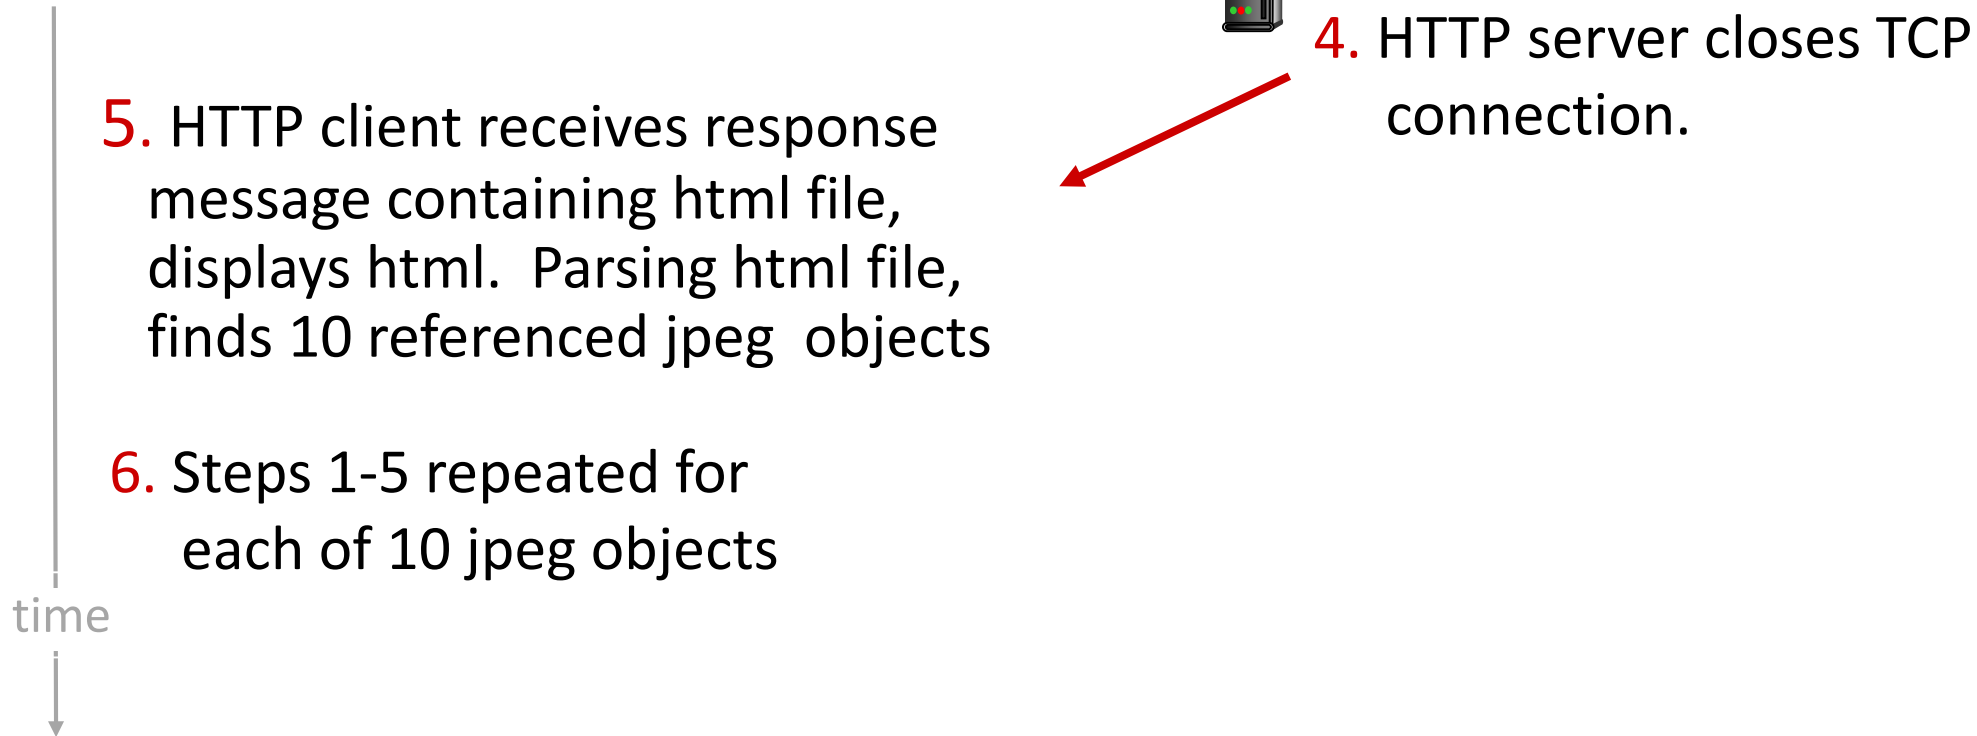 4. HTTP server closes TCP
connection.
5. HTTP client receives response
message containing html file,
displays html.  Parsing html file,
finds 10 referenced jpeg  objects
6. Steps 1-5 repeated for
each of 10 jpeg objects
time